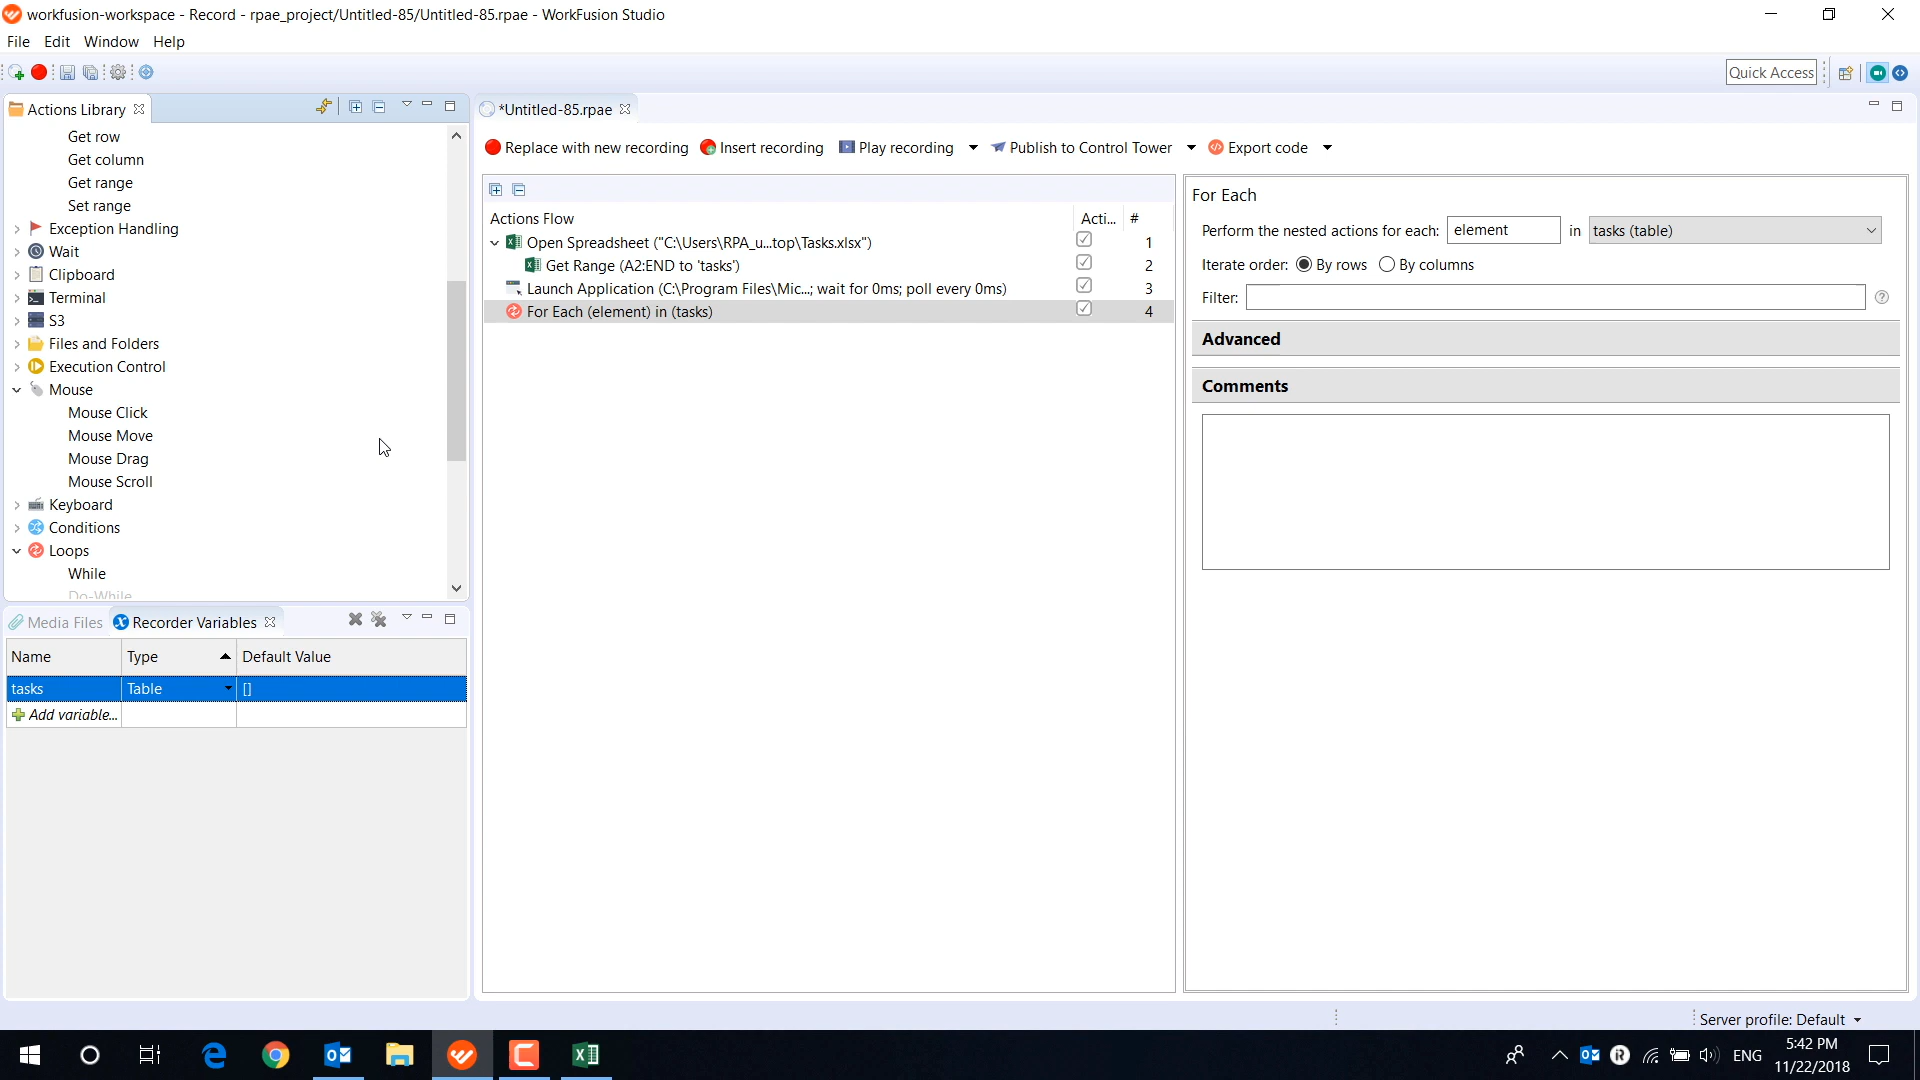 workfusion-workspace - Record - rpae_project/Untitled-85/Untitled-85.rpae - WorkFusion Studio
File Edit Window Help
Quick Access
Actions Library
Get row
Get column
Get range
Set range
Exception Handling
Wait
Clipboard
Terminal
S3
Files and Folders
Execution Control
Mouse
Mouse Click
Mouse Move
Mouse Drag
Mouse Scroll
Keyboard
Conditions
Loops
While
Do-While
Media Files Recorder Variables
Name Type Default Value
tasks Table []
Add variable...
*Untitled-85.rpae
Replace with new recording Insert recording Play recording Publish to Control Tower Export code
Actions Flow Acti... #
Open Spreadsheet ("C:\Users\RPA_u...top\Tasks.xlsx") 1
Get Range (A2:END to 'tasks') 2
Launch Application (C:\Program Files\Mic...; wait for 0ms; poll every 0ms) 3
For Each (element) in (tasks) 4
For Each
Perform the nested actions for each: element in tasks (table)
Iterate order: By rows By columns
Filter:
Advanced
Comments
Server profile: Default
ENG
5:42 PM
11/22/2018